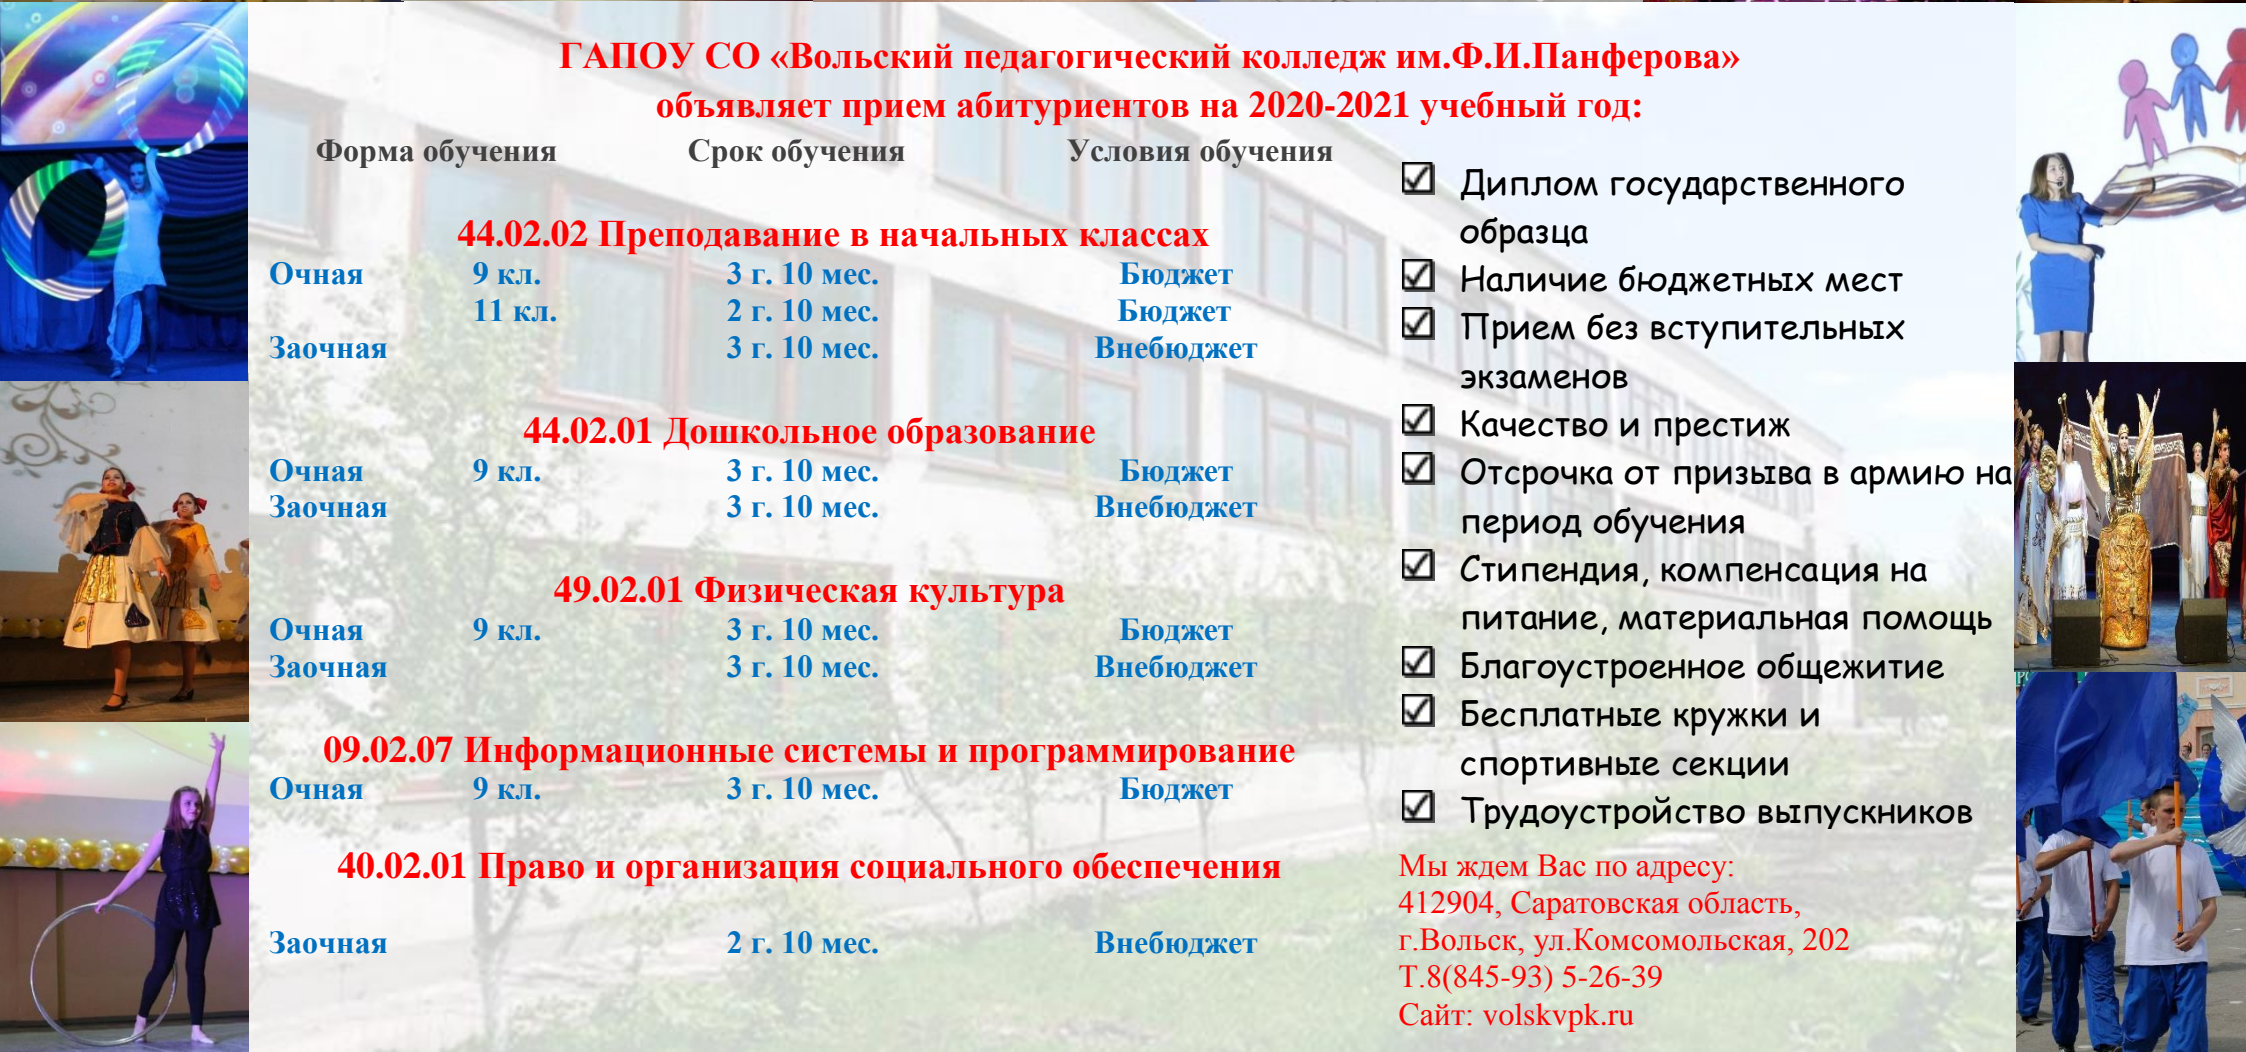 ГАПОУ СО «Вольский педагогический колледж им.Ф.И.Панферова»
объявляет прием абитуриентов на 2020-2021 учебный год:
Форма обучения Срок обучения Условия обучения
44.02.02 Преподавание в начальных классах
Очная 9 кл. 3 г. 10 мес. Бюджет
11 кл. 2 г. 10 мес. Бюджет
Заочная 3 г. 10 мес. Внебюджет
44.02.01 Дошкольное образование
Очная 9 кл. 3 г. 10 мес. Бюджет
Заочная 3 г. 10 мес. Внебюджет
49.02.01 Физическая культура
Очная 9 кл. 3 г. 10 мес. Бюджет
Заочная 3 г. 10 мес. Внебюджет
09.02.07 Информационные системы и программирование
Очная 9 кл. 3 г. 10 мес. Бюджет
40.02.01 Право и организация социального обеспечения
Заочная 2 г. 10 мес. Внебюджет
Диплом государственного
образца
Наличие бюджетных мест
Прием без вступительных
экзаменов
Качество и престиж
Отсрочка от призыва в армию на
период обучения
Стипендия, компенсация на
питание, материальная помощь
Благоустроенное общежитие
Бесплатные кружки и
спортивные секции
Трудоустройство выпускников
Мы ждем Вас по адресу:
412904, Саратовская область,
г.Вольск, ул.Комсомольская, 202
Т.8(845-93) 5-26-39
Сайт: volskvpk.ru